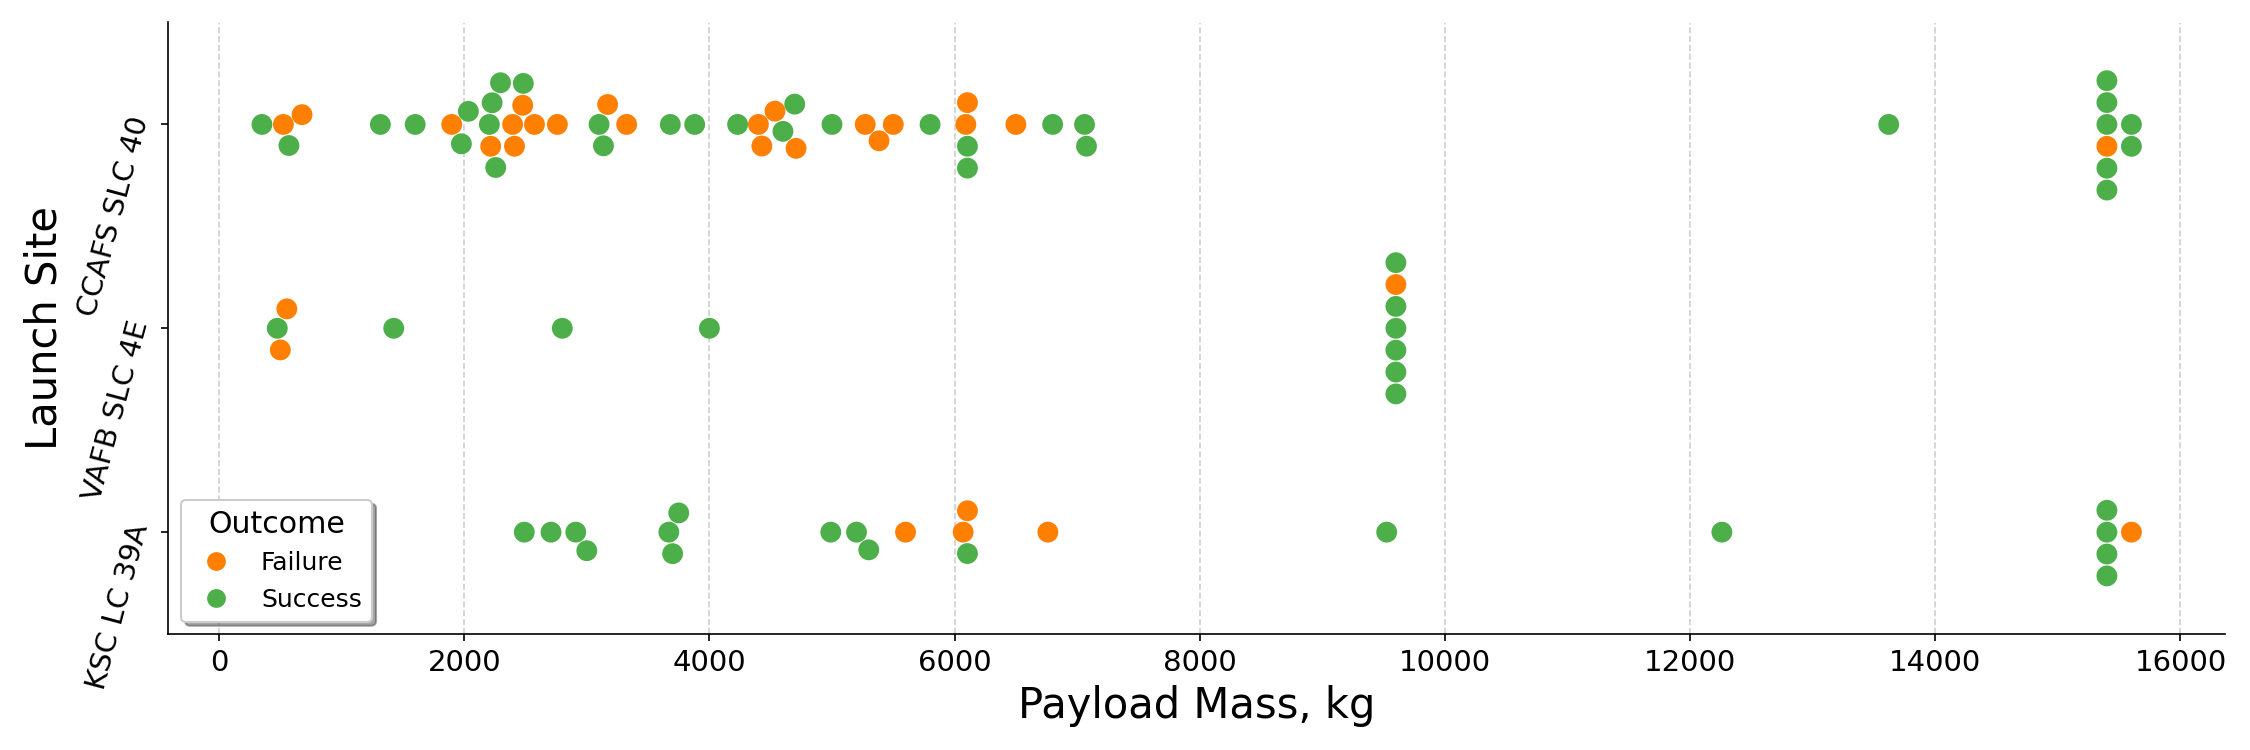 Launch Site
CCAFS SLC 40
VAFB SLC 4E
KSC LC 39A
Outcome
Failure
Success
0 2000 4000 6000 8000 10000 12000 14000 16000
Payload Mass, kg